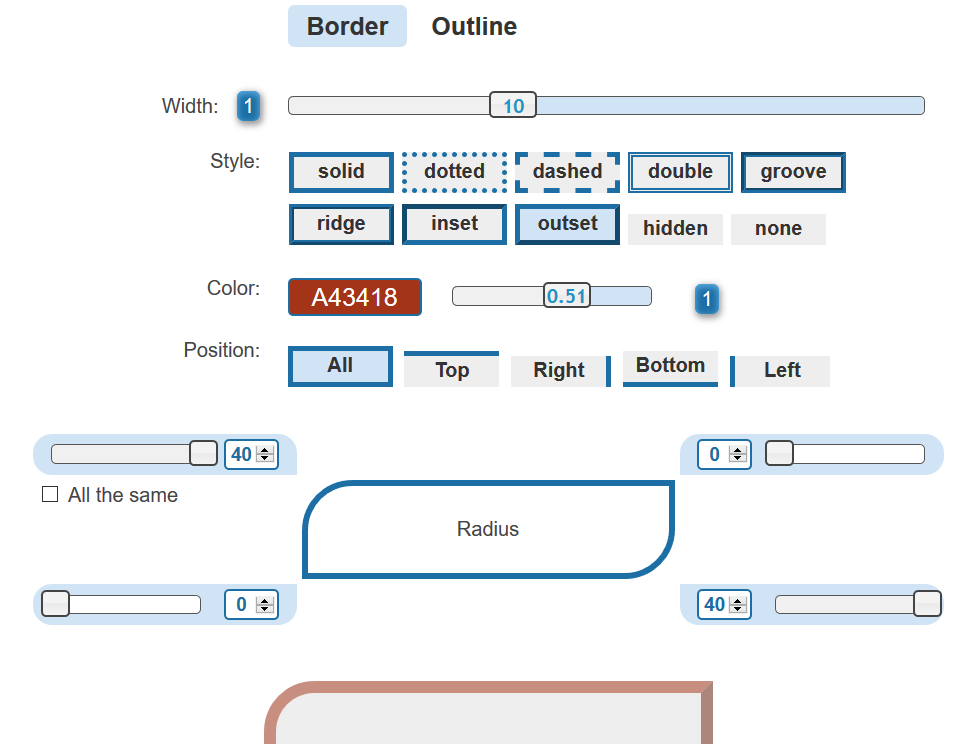 Border Outline
Width: 1 10
Style: solid dotted dashed double groove
ridge inset outset hidden none
Color: A43418 0.51 1
Position: All Top Right Bottom Left
40 0
All the same
Radius
0 40